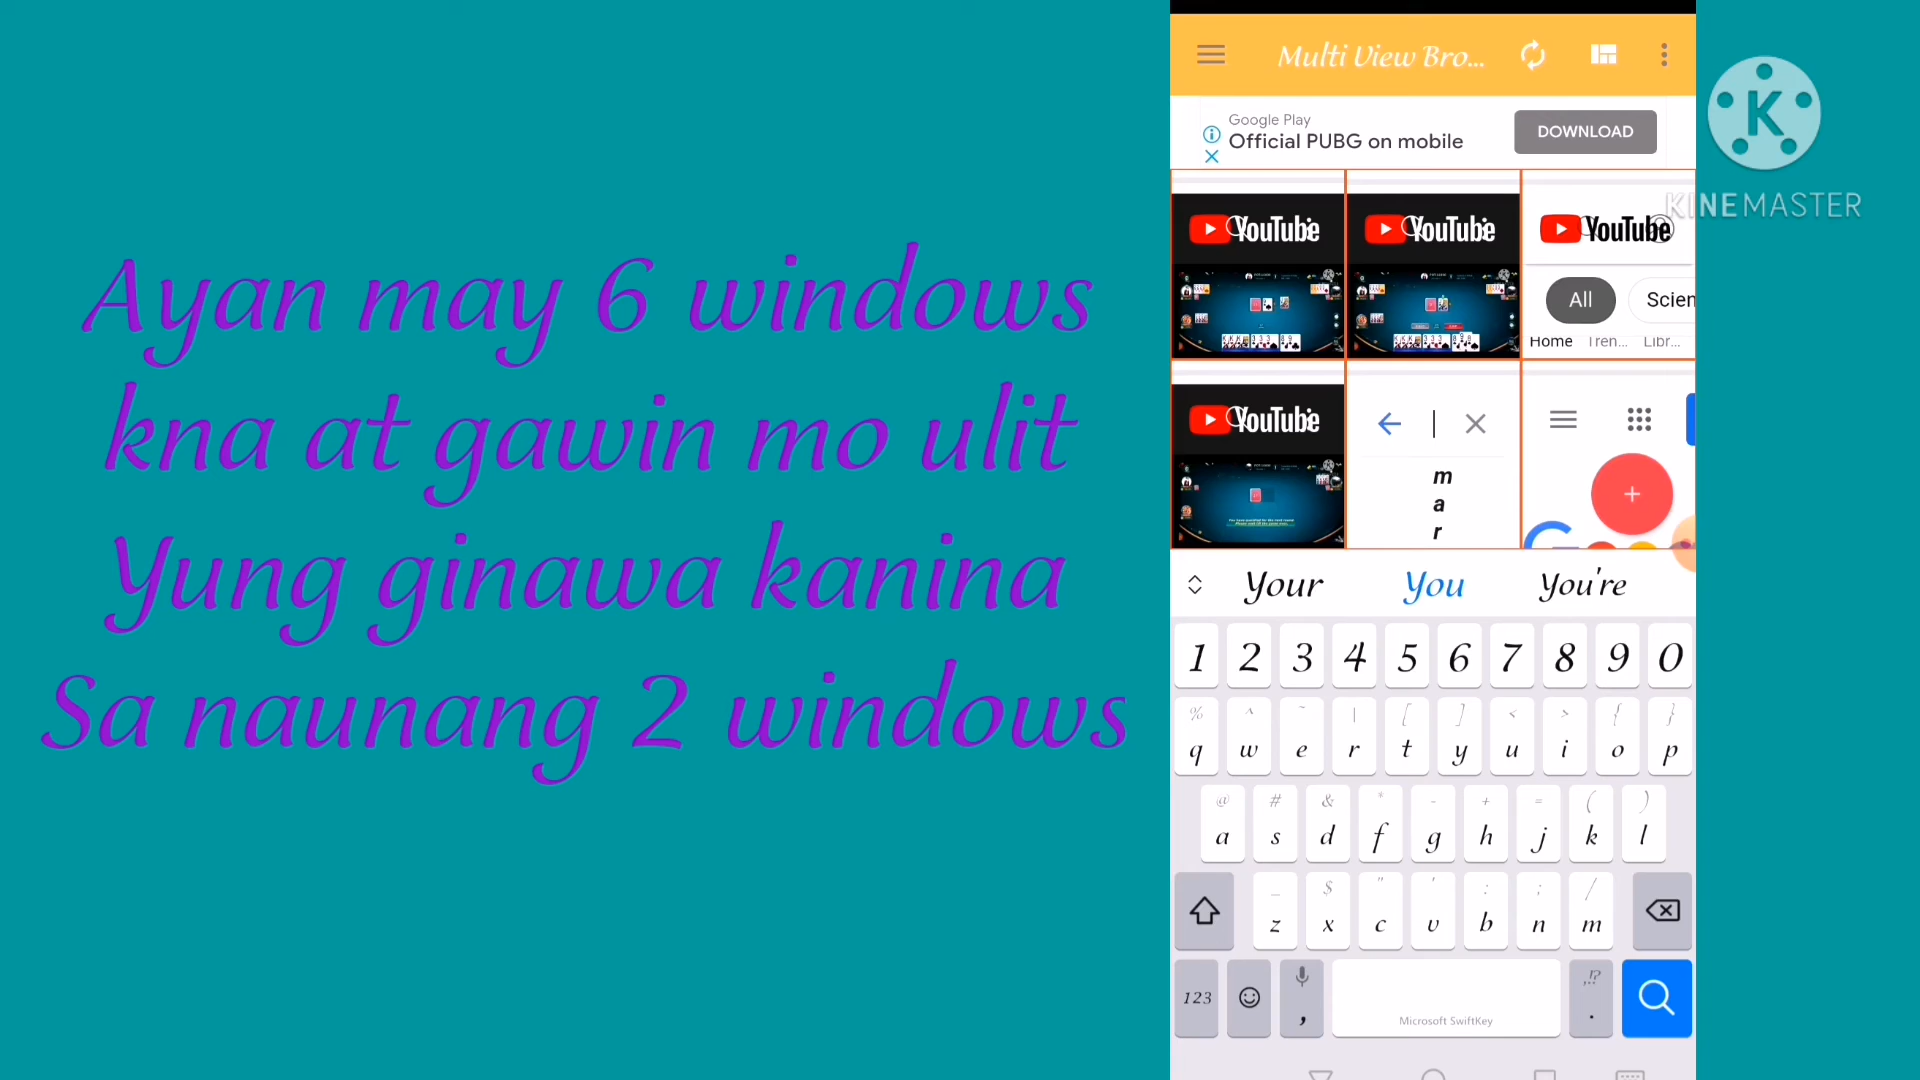 Ayan may 6 windows
kna at gawin mo ulit
Yung ginawa kanina
Sa naunang 2 windows
Multi View Bro...
Google Play
Official PUBG on mobile
DOWNLOAD
KINEMASTER
YouTube YouTube YouTube
All Scien
Home Tren... Libr...
YouTube
m
a
r
Your You You're
1 2 3 4 5 6 7 8 9 0
% ^ ~ | [ ] < > { }
q w e r t y u i o p
@ # & * - + = ( )
a s d f g h j k l
_ $ " ' : ; /
z x c v b n m
123 , Microsoft SwiftKey ,!? .